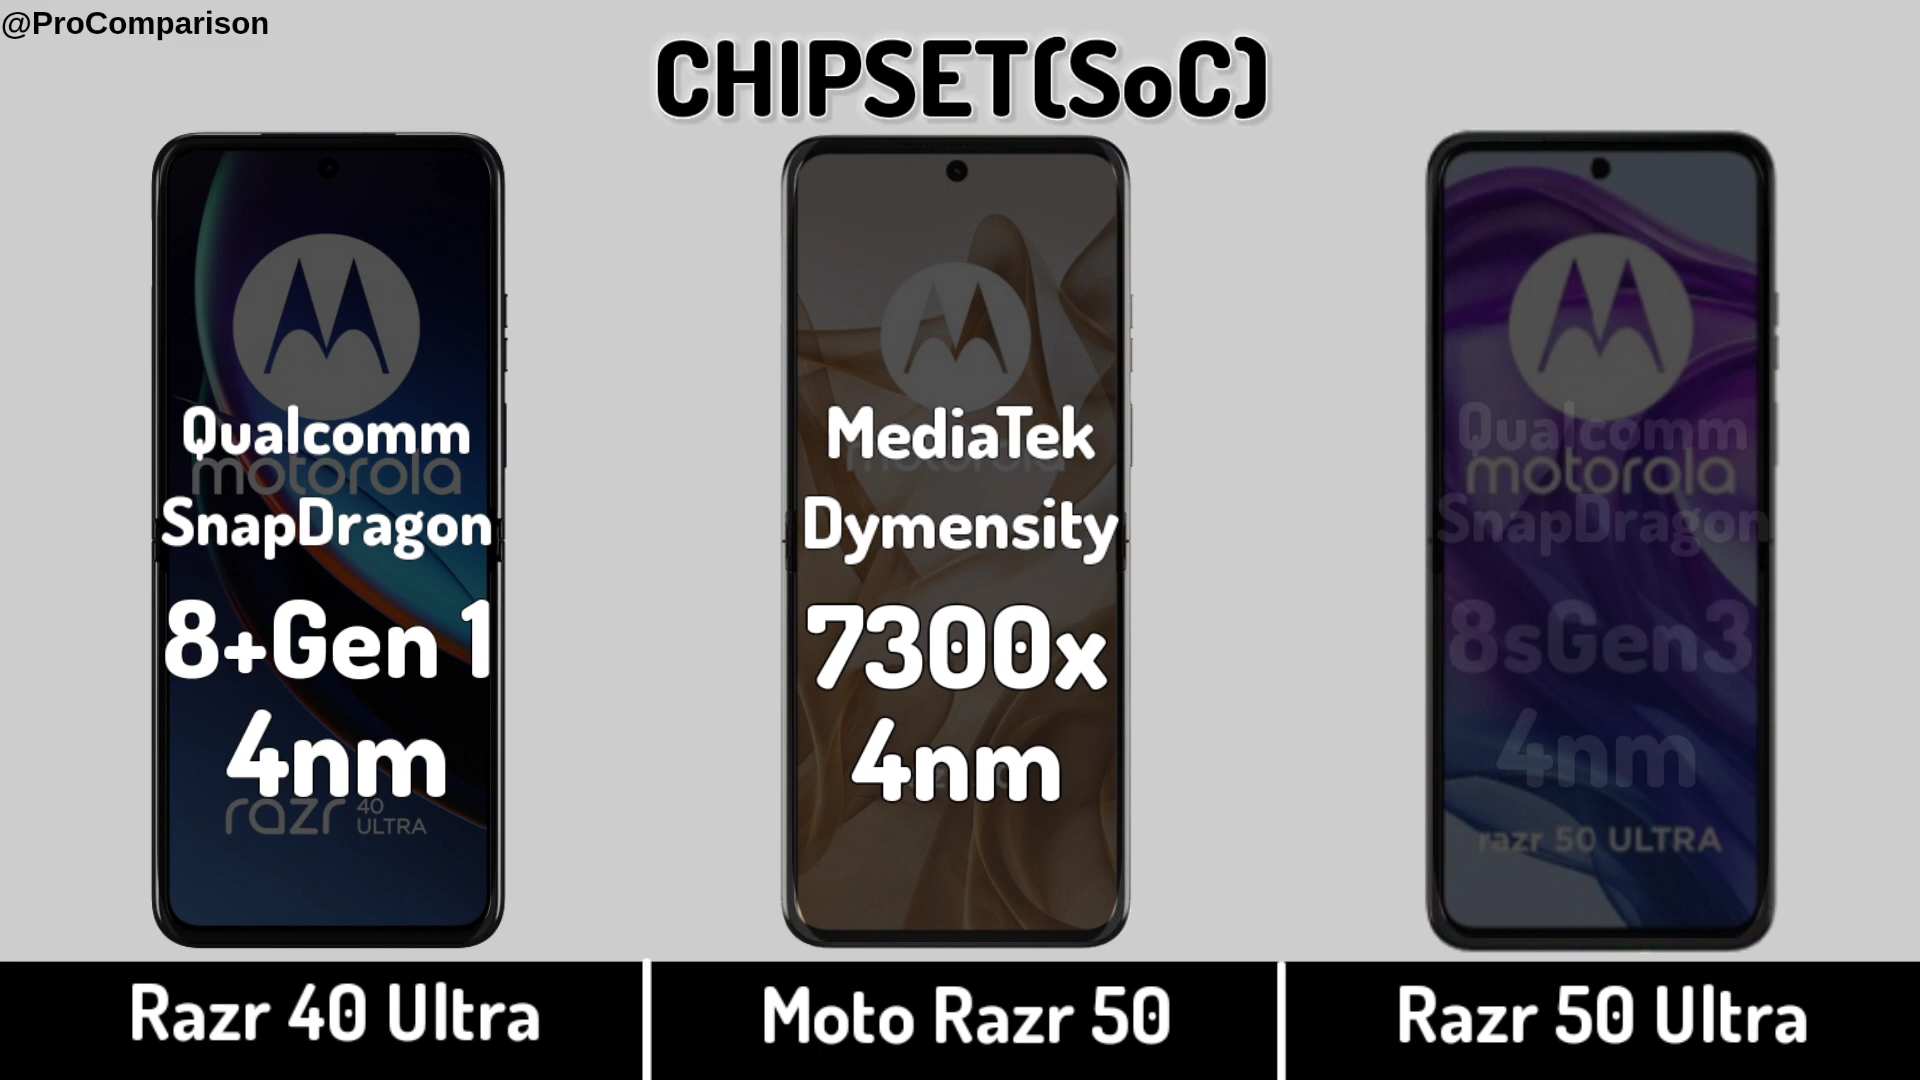 @ProComparison
CHIPSET(SoC)
Qualcomm
motorola
SnapDragon
8+Gen 1
4nm
razr 40
ULTRA
MediaTek
motorola
Dymensity
7300x
4nm
Qualcomm
motorola
SnapDragon
8sGen3
4nm
razr 50 ULTRA
Razr 40 Ultra
Moto Razr 50
Razr 50 Ultra